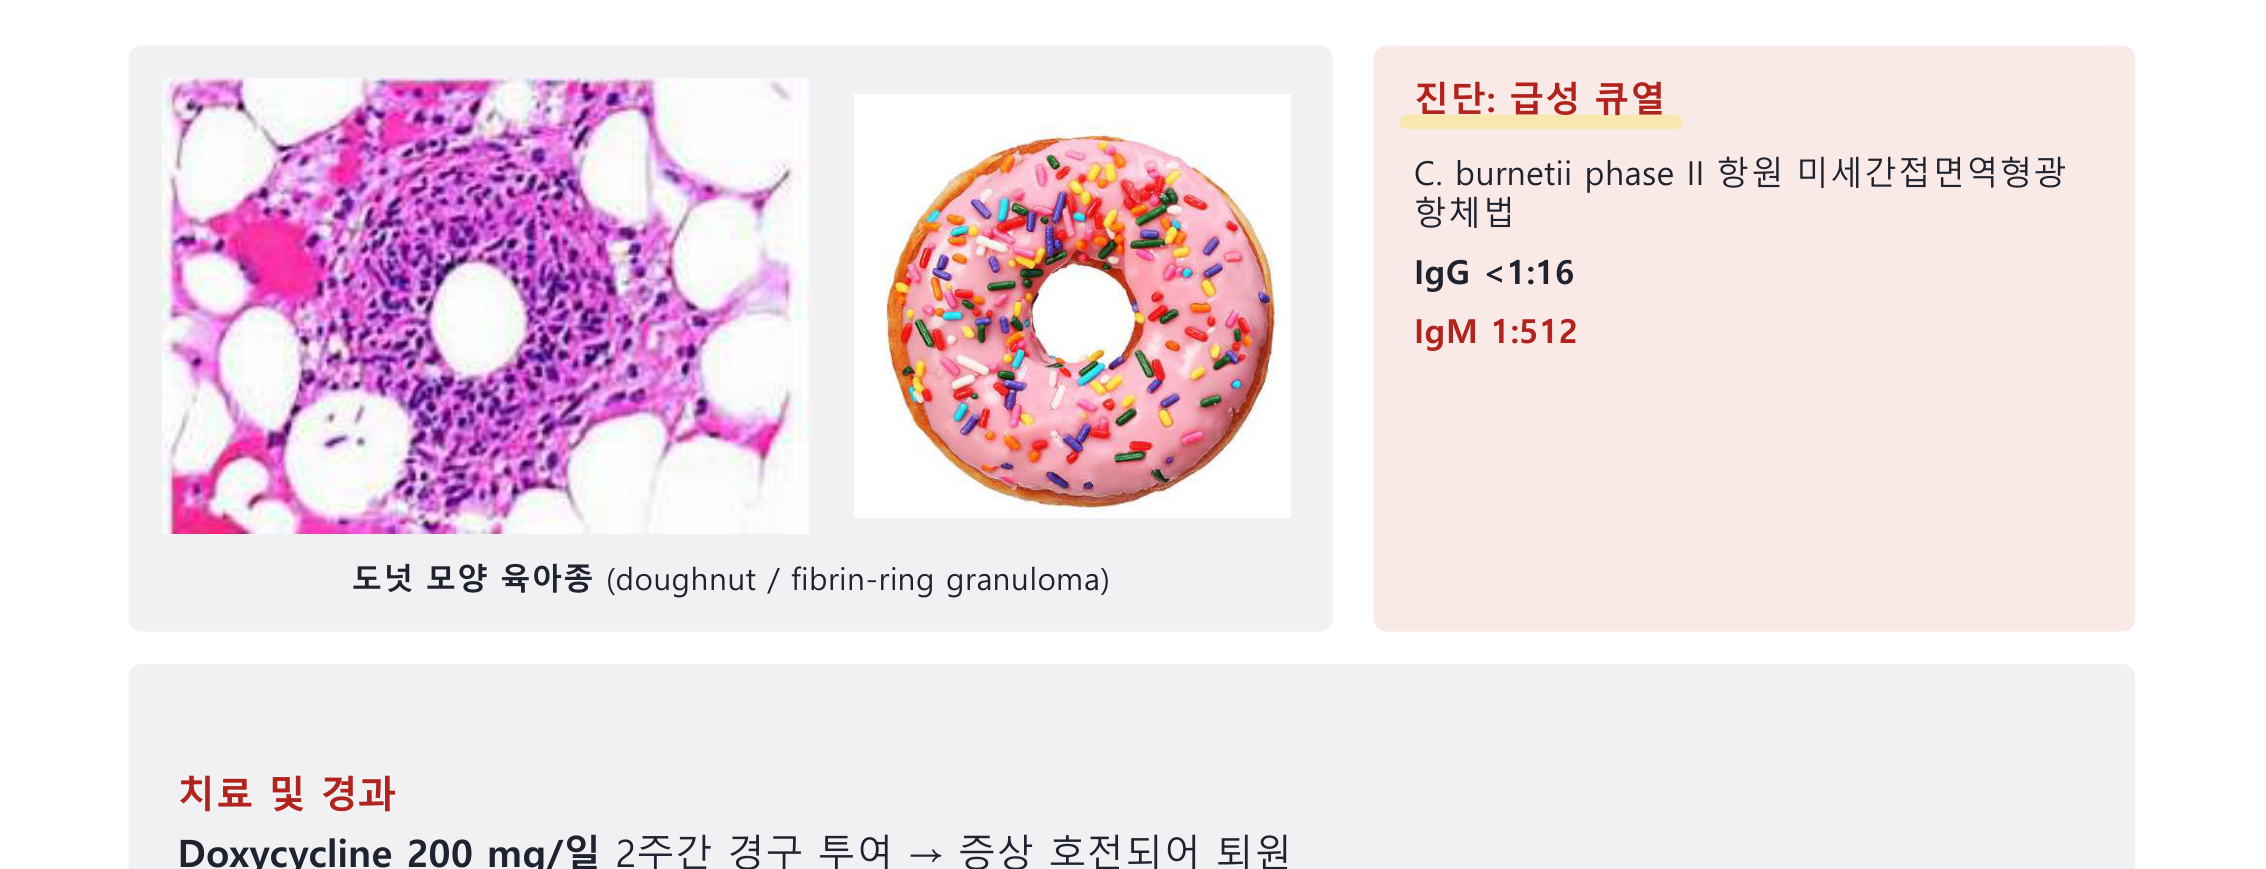 도넛 모양 육아종 (doughnut / fibrin-ring granuloma)
진단: 급성 큐열
C. burnetii phase II 항원 미세간접면역형광
항체법
IgG <1:16
IgM 1:512
치료 및 경과
Doxycycline 200 mg/일 2주간 경구 투여 → 증상 호전되어 퇴원